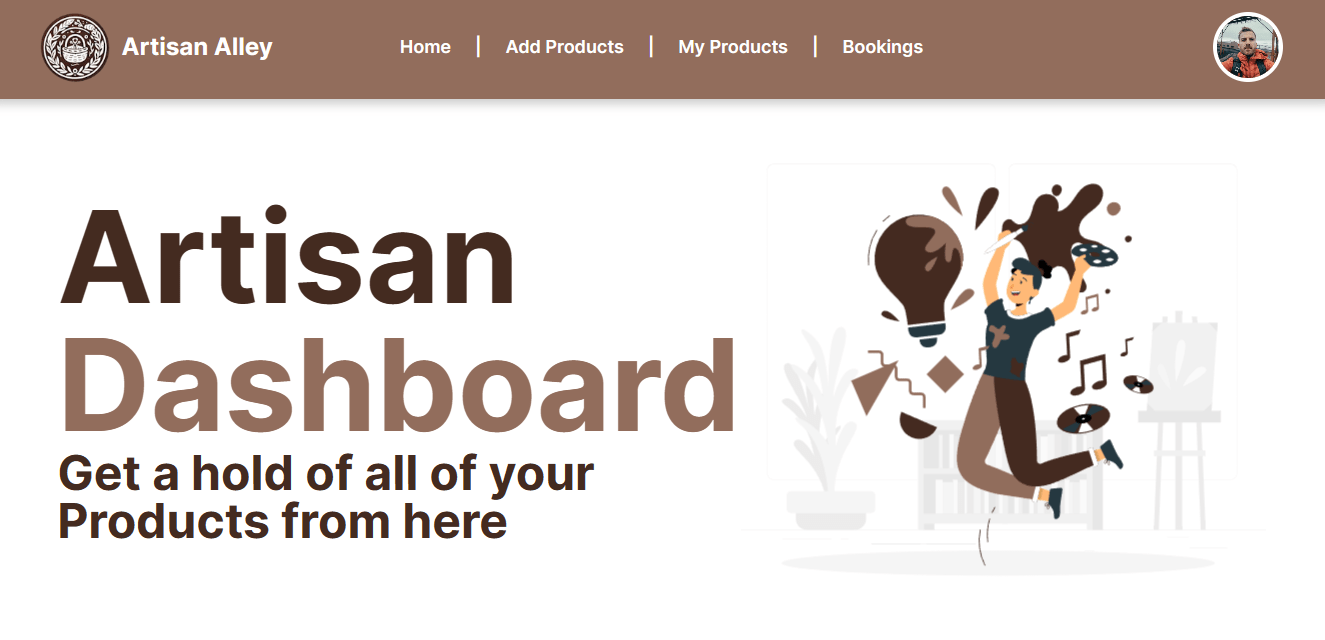 Artisan Alley
Home | Add Products | My Products | Bookings
Artisan
Dashboard
Get a hold of all of your
Products from here